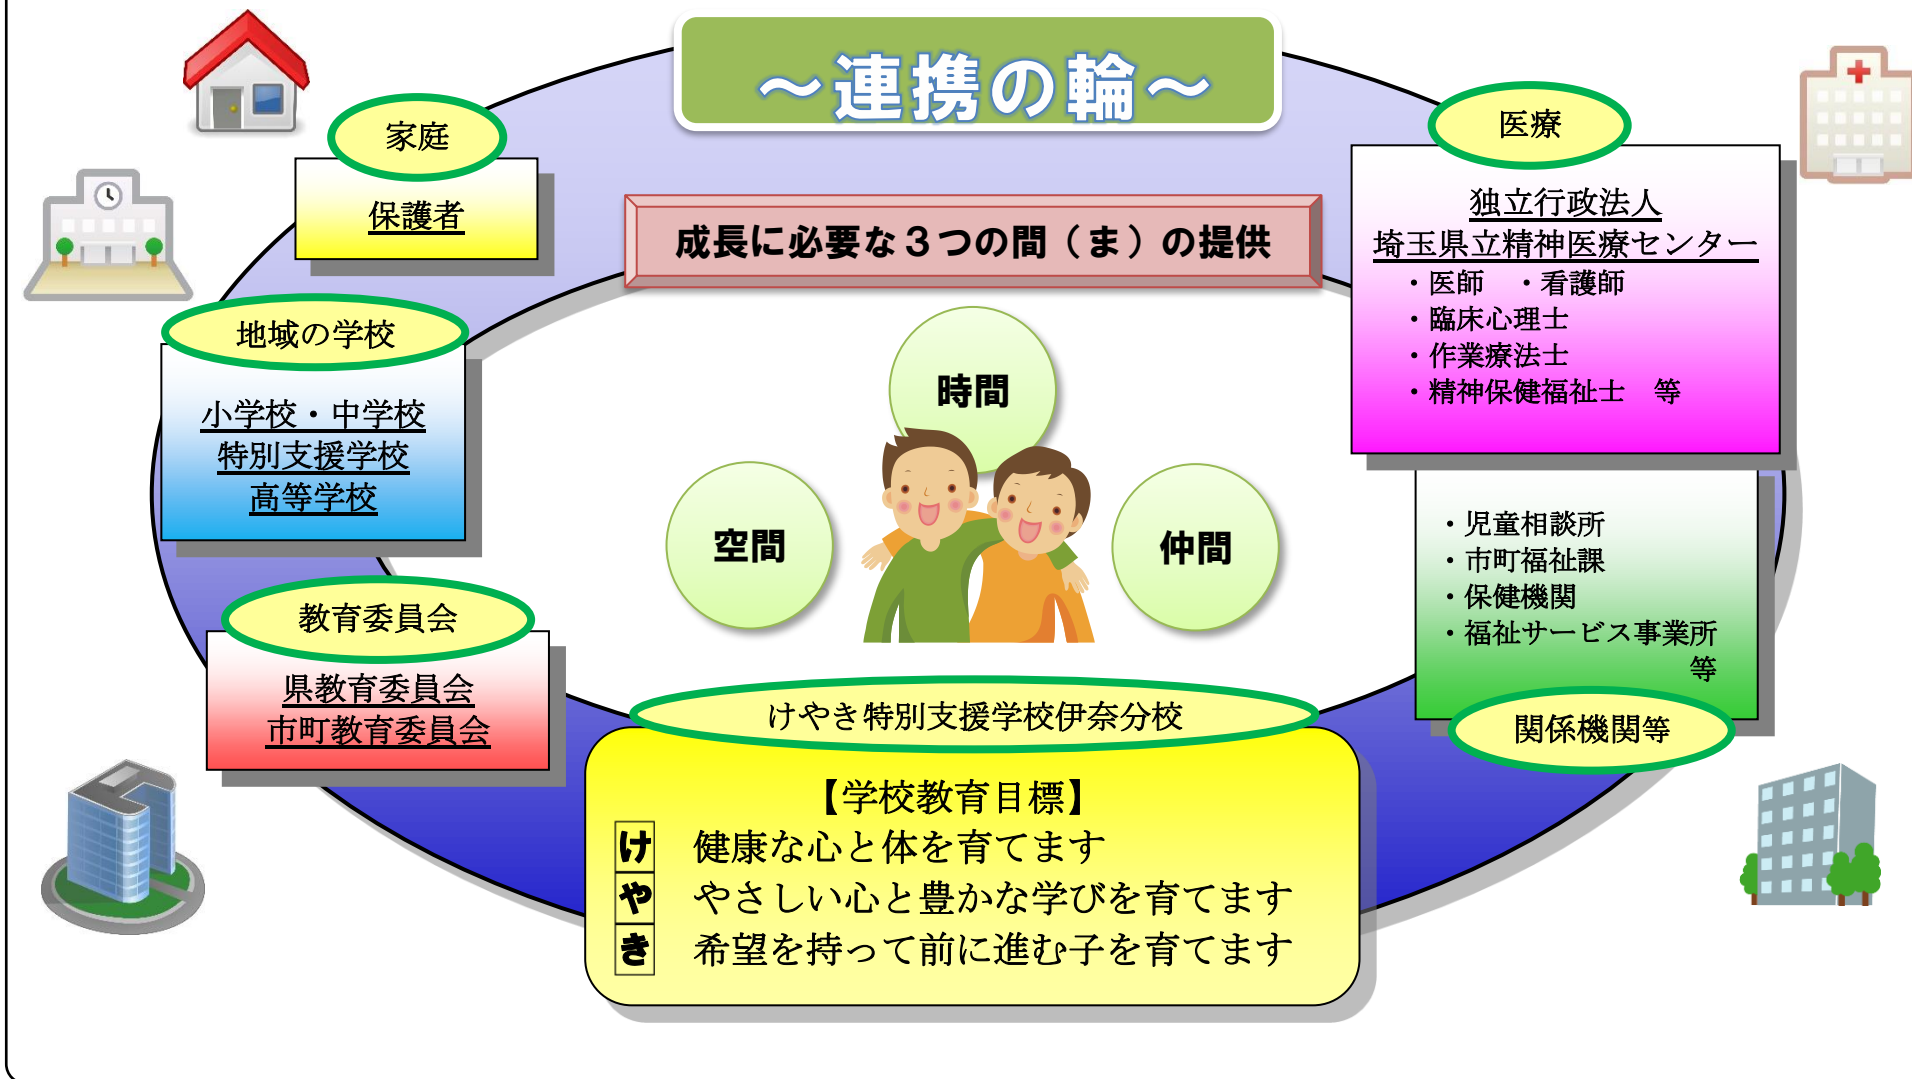 ～連携の輪～
家庭
保護者
医療
独立行政法人
埼玉県立精神医療センター
・医師　・看護師
・臨床心理士
・作業療法士
・精神保健福祉士　等
成長に必要な３つの間（ま）の提供
地域の学校
小学校・中学校
特別支援学校
高等学校
時間
空間
仲間
・児童相談所
・市町福祉課
・保健機関
・福祉サービス事業所
等
関係機関等
教育委員会
県教育委員会
市町教育委員会
けやき特別支援学校伊奈分校
【学校教育目標】
け　健康な心と体を育てます
や　やさしい心と豊かな学びを育てます
き　希望を持って前に進む子を育てます